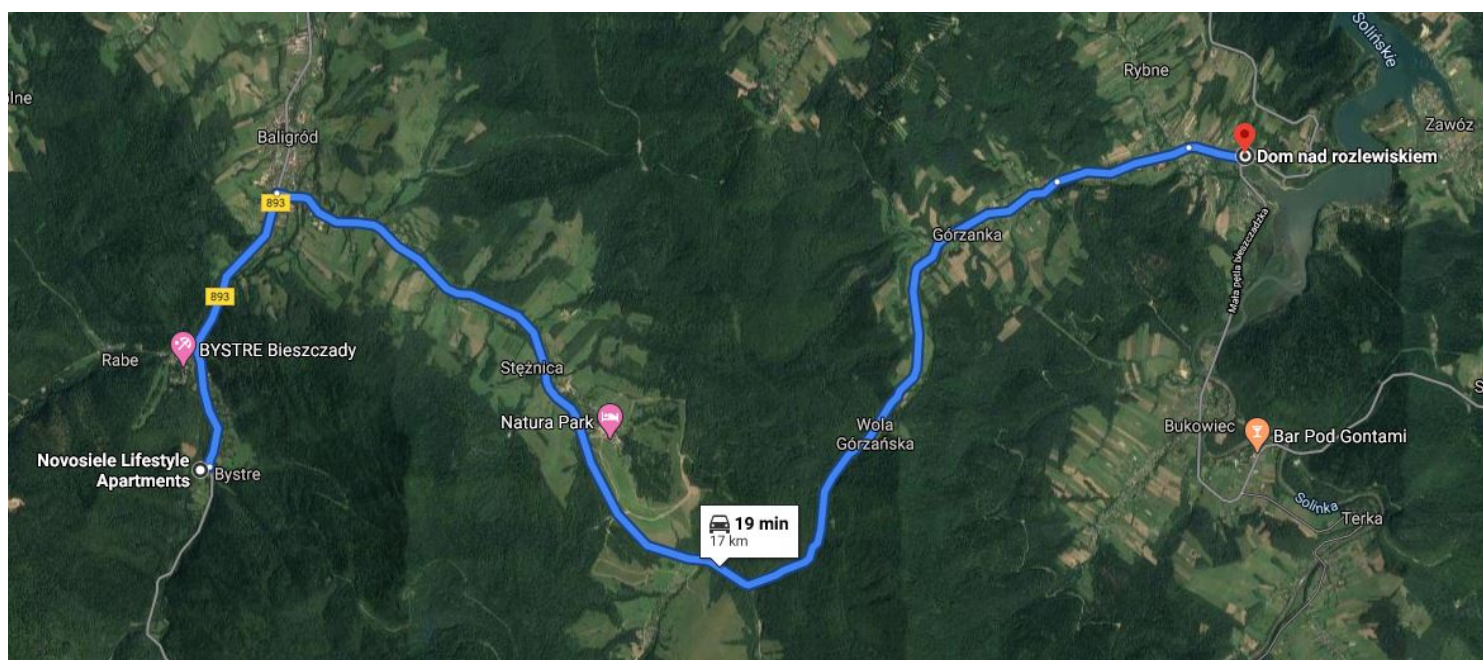 Solińskie
olne
Rybne
Zawóz
Baligród
Dom nad rozlewiskiem
893
Górzanka
Mała pętla bieszczadzka
893
BYSTRE Bieszczady
Rabe
Stężnica
S
Natura Park
Wola
Górzańska
Bukowiec
Bar Pod Gontami
Novosiele Lifestyle
Apartments
Bystre
Solinka
19 min
17 km
Terka